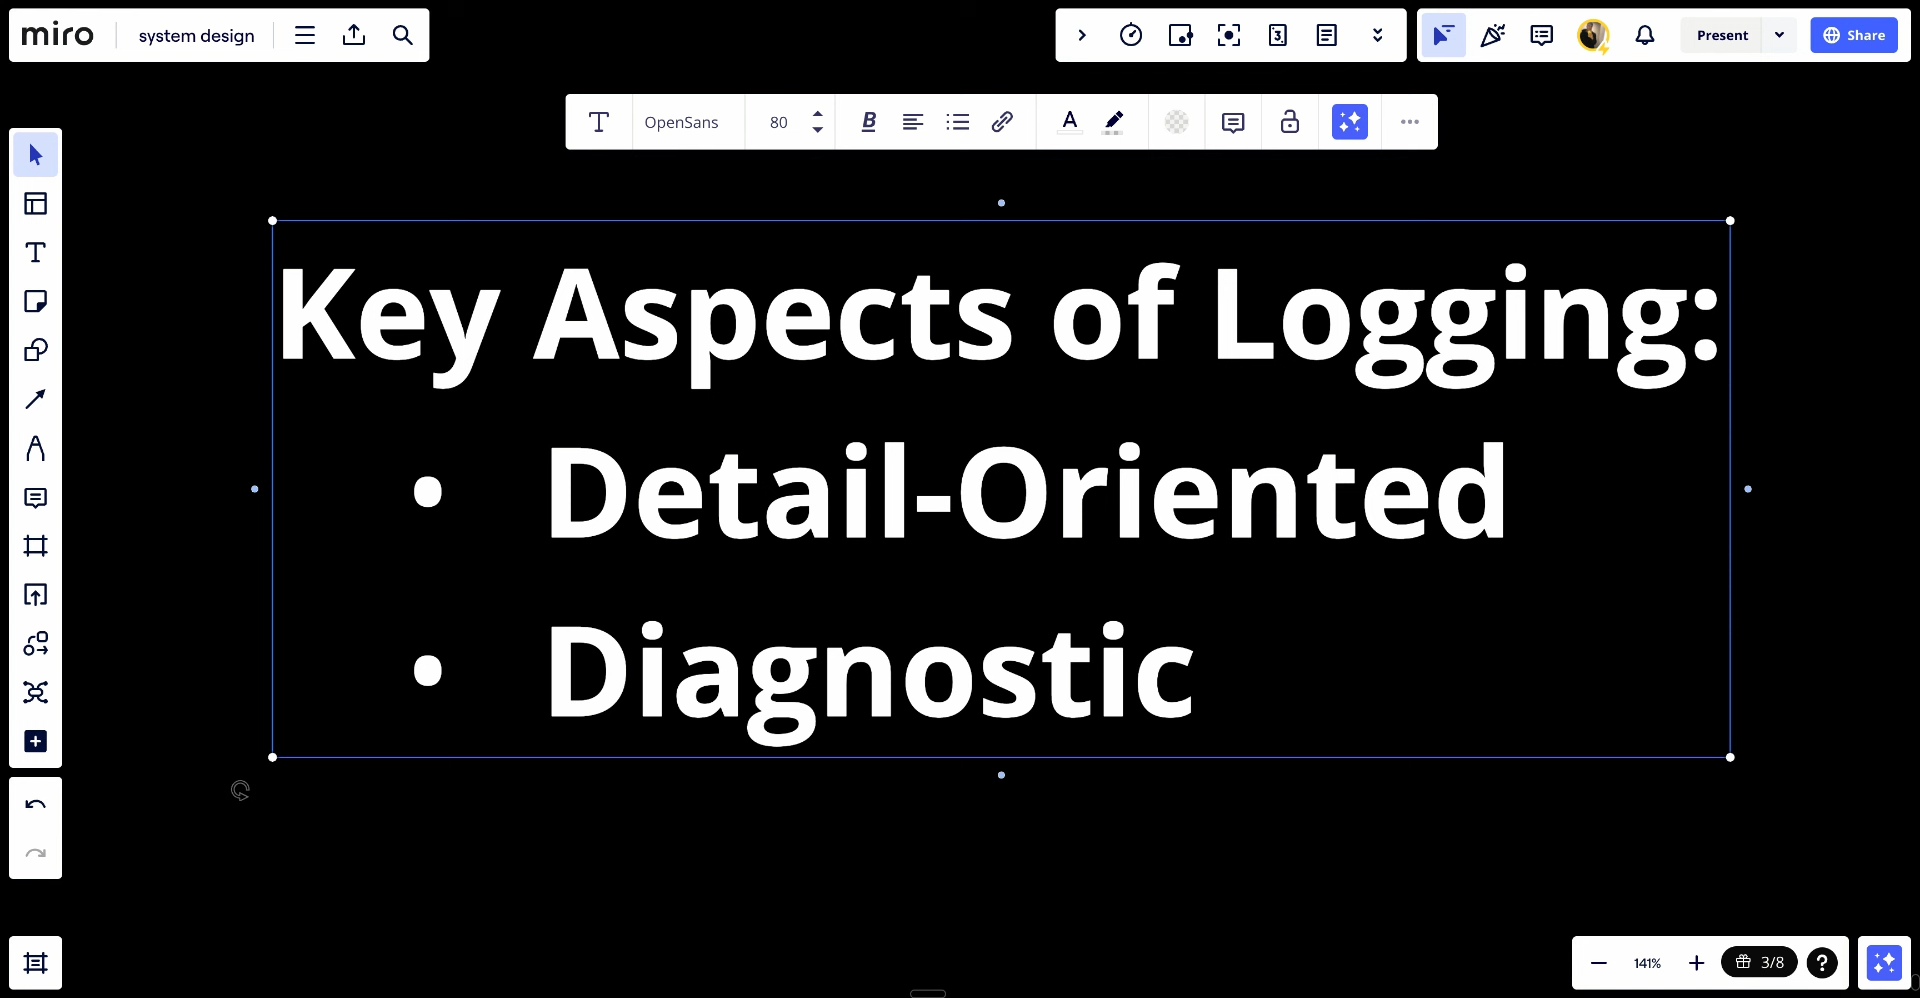 miro
system design
Present
Share
OpenSans
80
B
A
Key Aspects of Logging:
• Detail-Oriented
• Diagnostic
141%
3/8
?